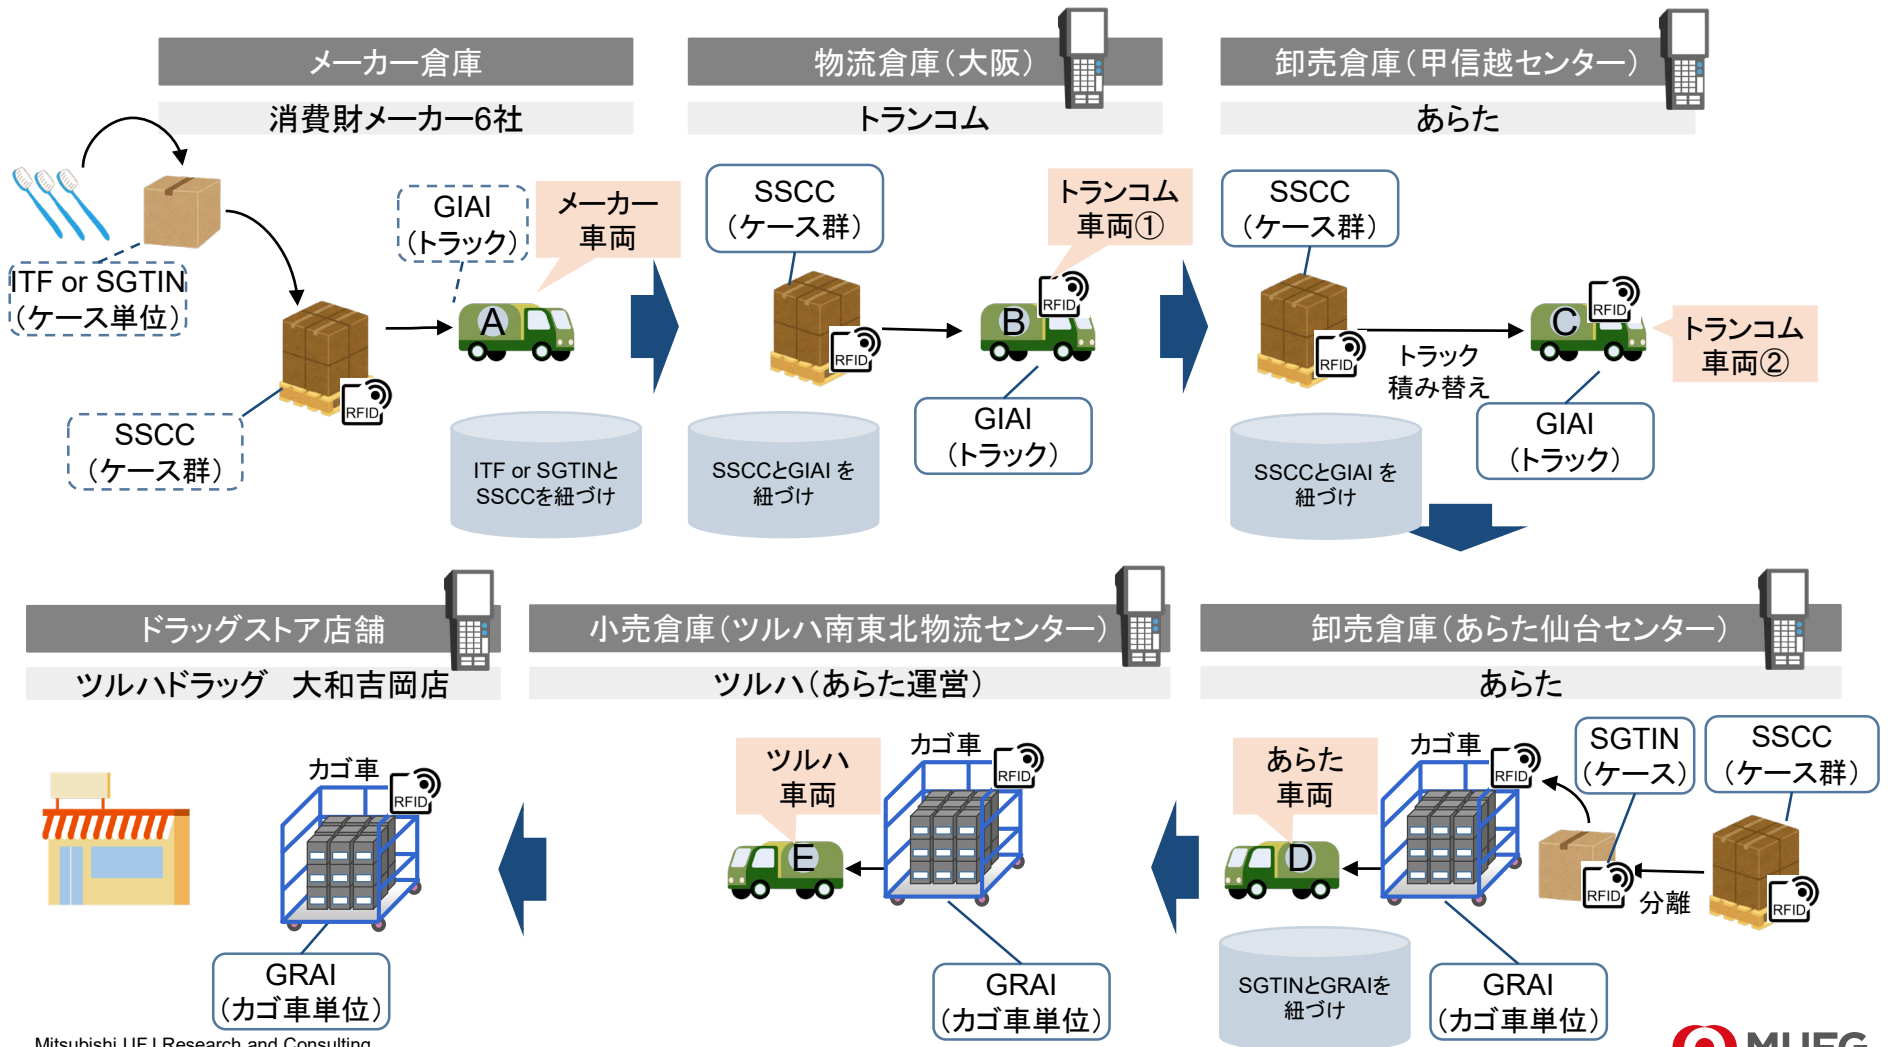 メーカー倉庫
消費財メーカー6社
物流倉庫（大阪）
トランコム
卸売倉庫（甲信越センター）
あらた
ITF or SGTIN
（ケース単位）
SSCC
（ケース群）
RFID
GIAI
（トラック）
メーカー
車両
A
ITF or SGTINと
SSCCを紐づけ
SSCC
（ケース群）
RFID
トランコム
車両①
RFID
B
GIAI
（トラック）
SSCCとGIAI を
紐づけ
SSCC
（ケース群）
RFID
トラック
積み替え
RFID
C
トランコム
車両②
GIAI
（トラック）
SSCCとGIAI を
紐づけ
ドラッグストア店舗
ツルハドラッグ　大和吉岡店
小売倉庫（ツルハ南東北物流センター）
ツルハ（あらた運営）
卸売倉庫（あらた仙台センター）
あらた
カゴ車
RFID
GRAI
（カゴ車単位）
ツルハ
車両
E
カゴ車
RFID
GRAI
（カゴ車単位）
あらた
車両
D
カゴ車
RFID
SGTIN
（ケース）
SSCC
（ケース群）
RFID
分離
RFID
SGTINとGRAIを
紐づけ
GRAI
（カゴ車単位）
Mitsubishi UFJ Research and Consulting
MUFG